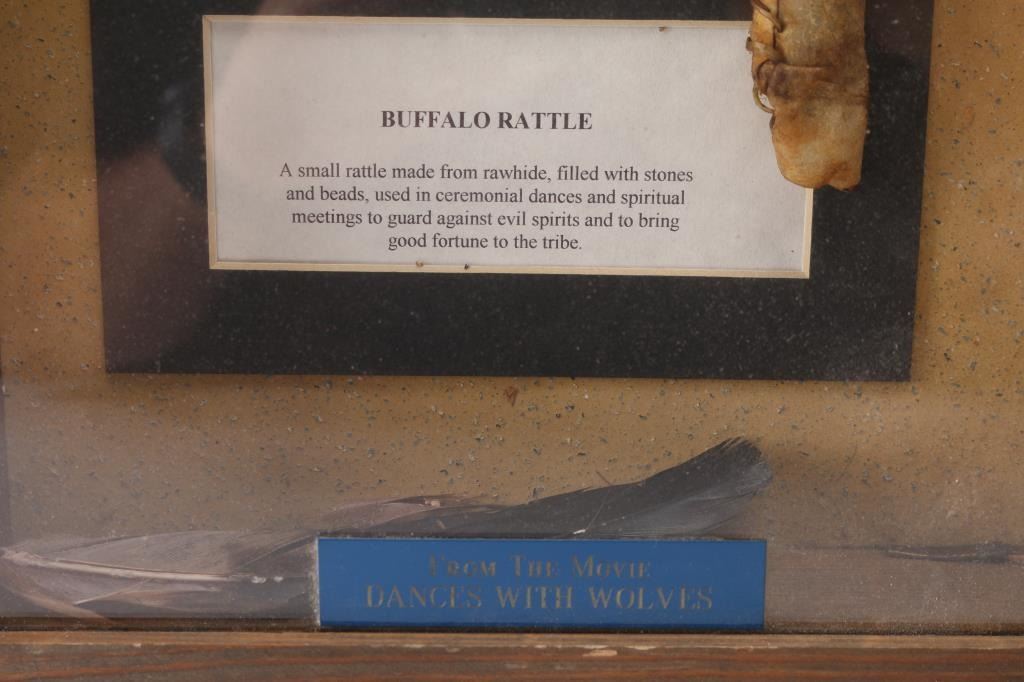 BUFFALO RATTLE
A small rattle made from rawhide, filled with stones
and beads, used in ceremonial dances and spiritual
meetings to guard against evil spirits and to bring
good fortune to the tribe.
FROM THE MOVIE
DANCES WITH WOLVES